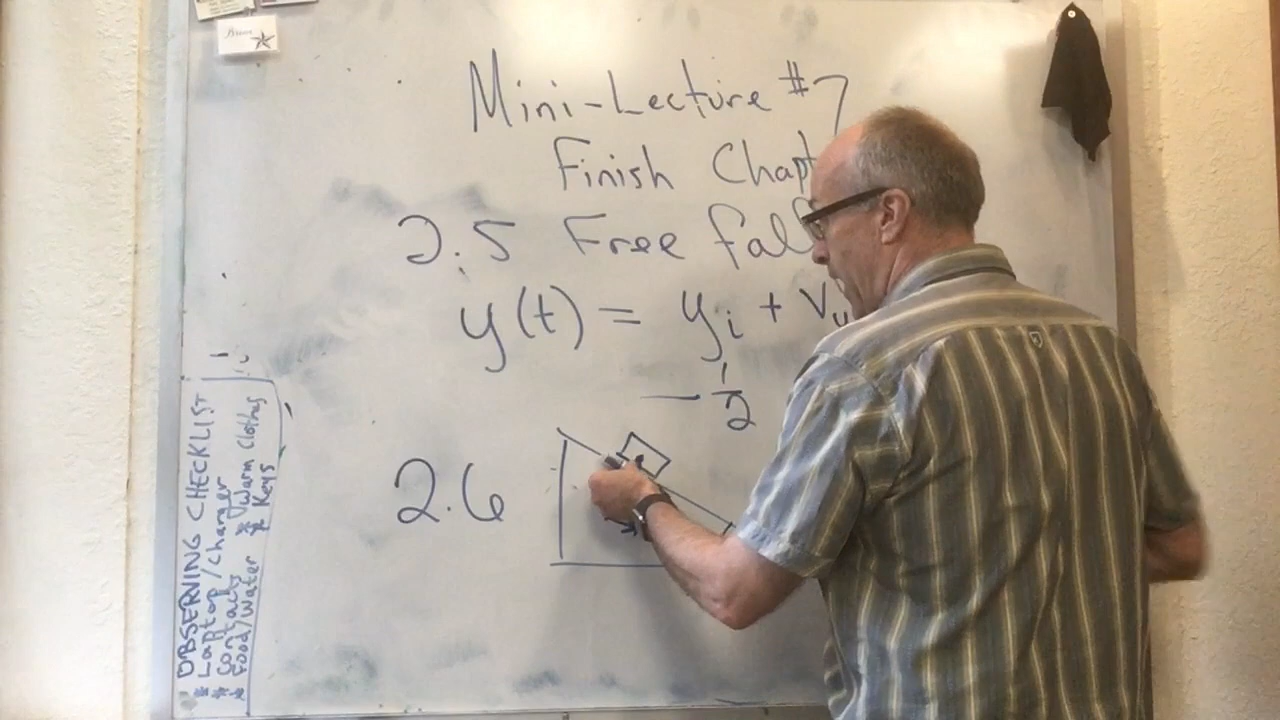 Mini-Lecture #7
Finish Chapt
2.5 Free fall
y(t) = yi + v
- 1/2
2.6
OBSERVING CHECKLIST
* Laptop/charger
* Contacts * Warm Clothes
* Food/Water * Keys